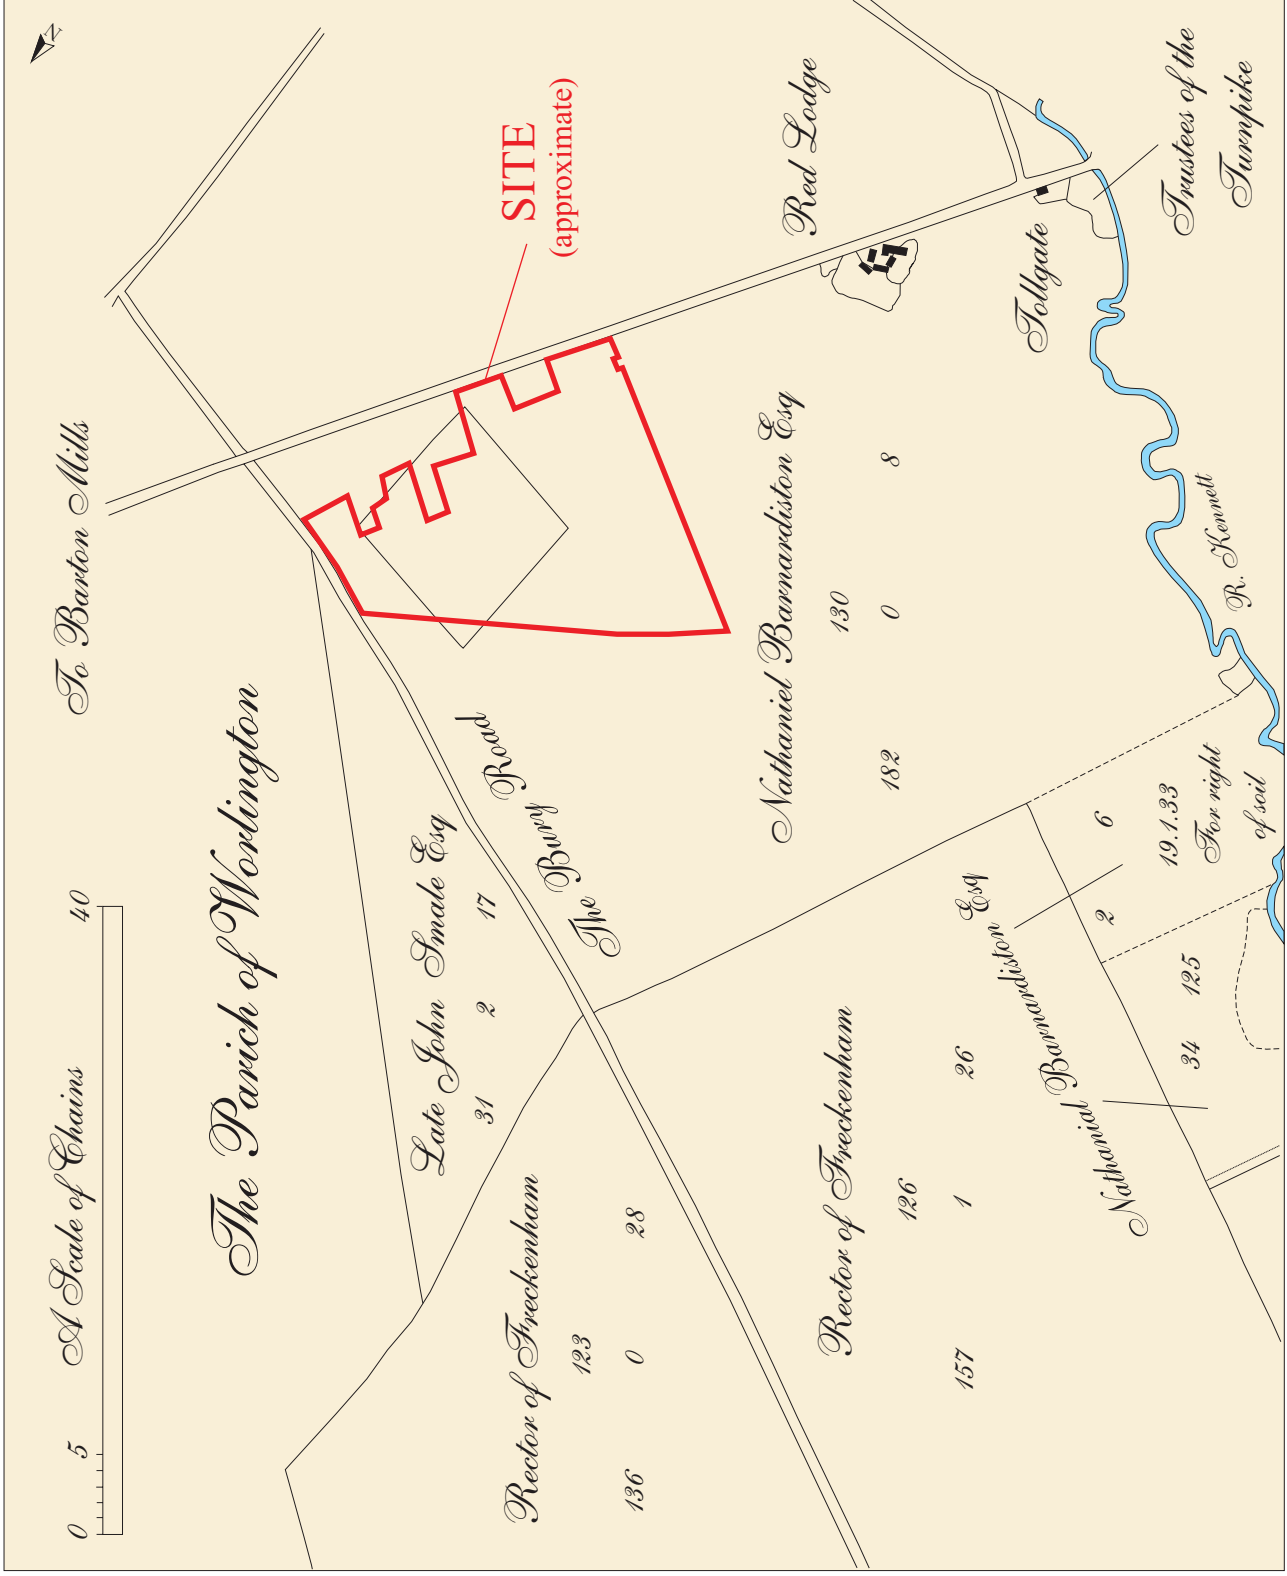 N
A Scale of Chains
0 5 40
To Barton Mills
The Parich of Worlington
SITE
(approximate)
Late John Smale Esq
31 2 17
The Bury Road
Rector of Freckenham
123
136 0 28
Red Lodge
Nathaniel Barnardiston Esq
130
182 0 8
Rector of Freckenham
126
157 1 26
Tollgate
Trustees of the
Turnpike
R. Kennett
Nathanial Barnardiston Esq
2 6
19.1.33
For right
of soil
34 125